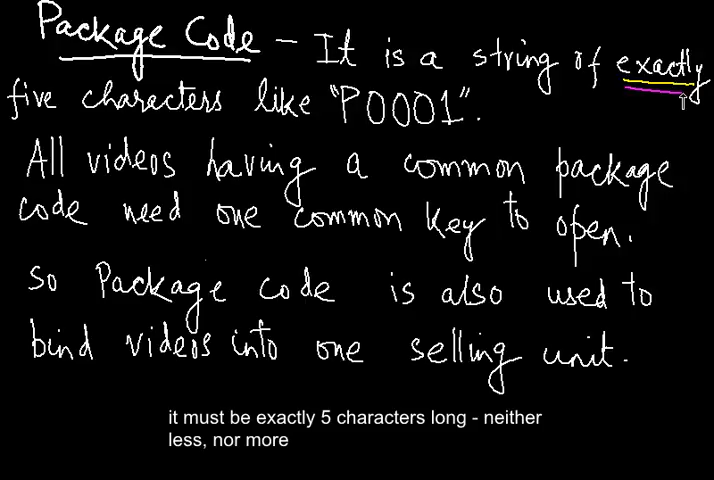 Package Code - It is a string of exactly
five characters like "P0001".
All videos having a common package
code need one common key to open.
So Package code is also used to
bind videos into one selling unit.
it must be exactly 5 characters long - neither
less, nor more